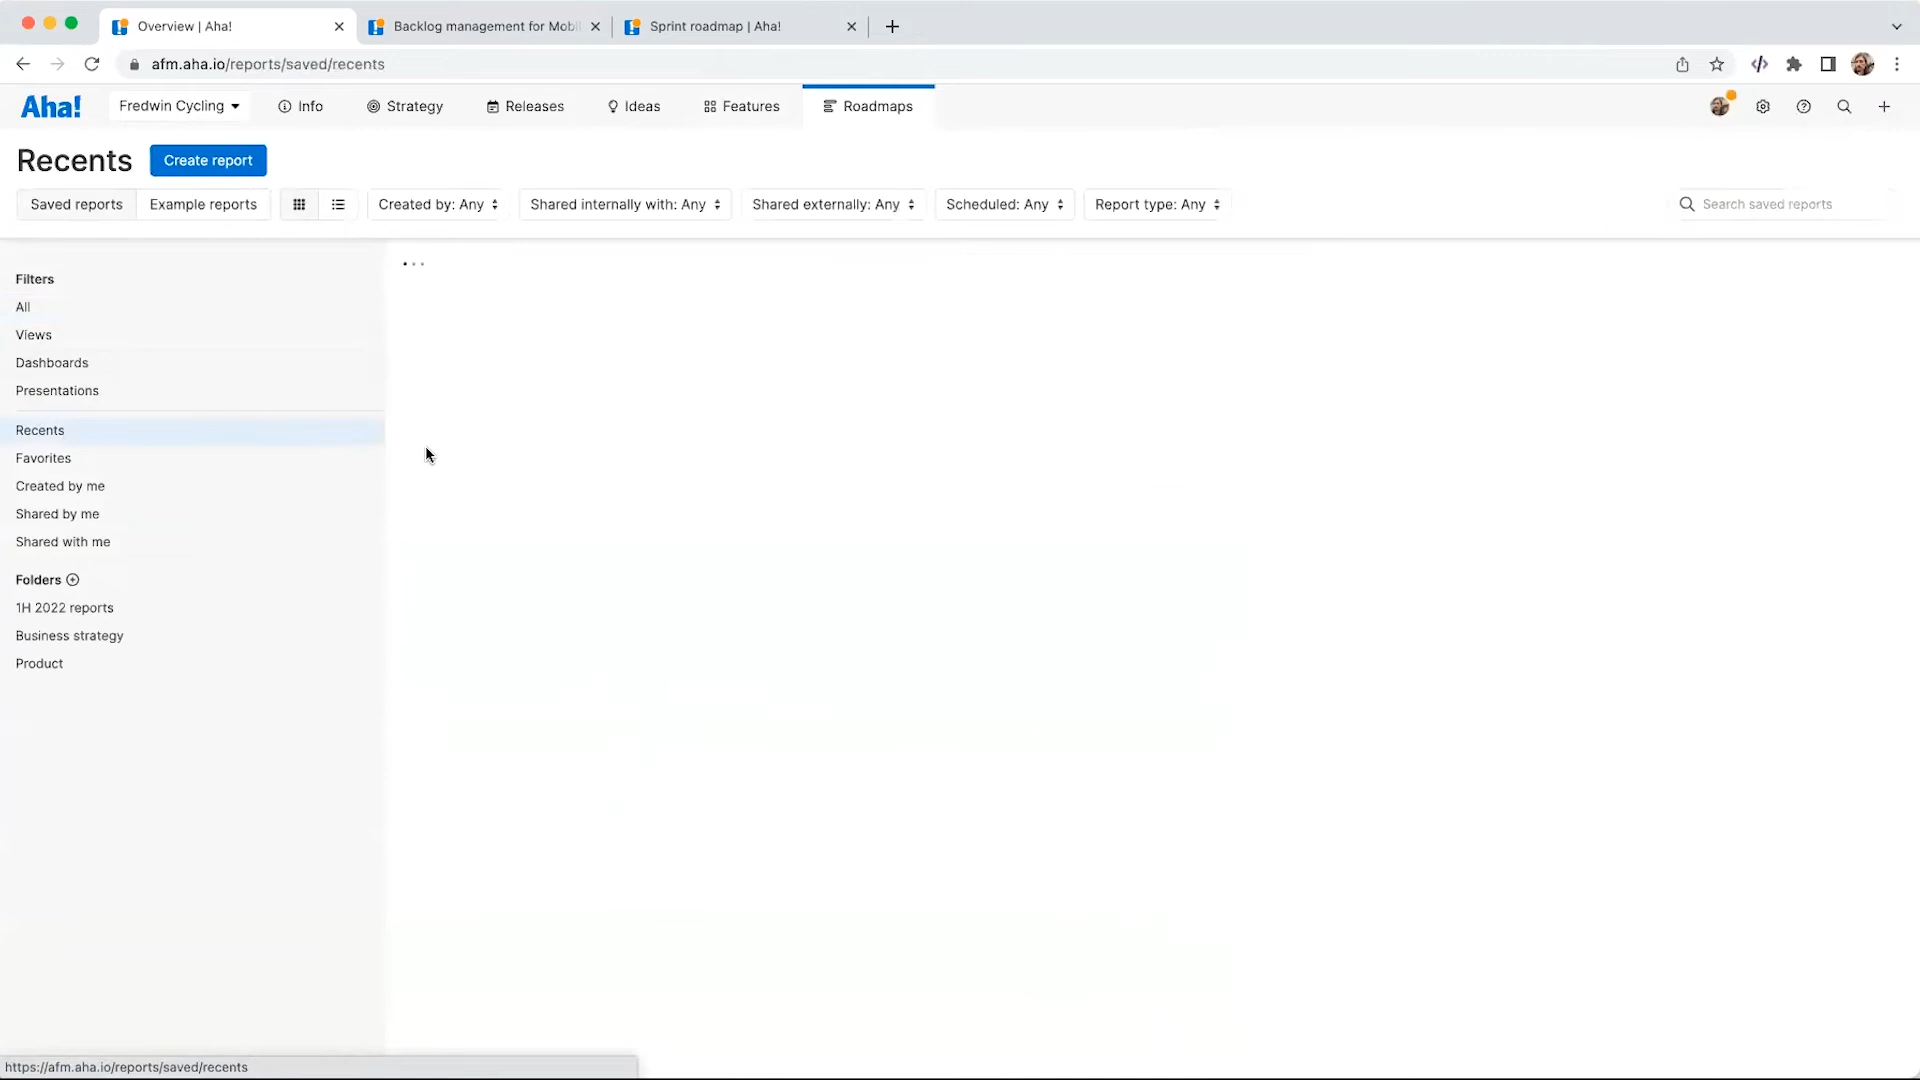 Overview | Aha!
Backlog management for Mobi
Sprint roadmap | Aha!
afm.aha.io/reports/saved/recents
Aha!
Fredwin Cycling
Info
Strategy
Releases
Ideas
Features
Roadmaps
Recents
Create report
Saved reports
Example reports
Created by: Any
Shared internally with: Any
Shared externally: Any
Scheduled: Any
Report type: Any
Search saved reports
Filters
All
Views
Dashboards
Presentations
Recents
Favorites
Created by me
Shared by me
Shared with me
Folders
1H 2022 reports
Business strategy
Product
https://afm.aha.io/reports/saved/recents